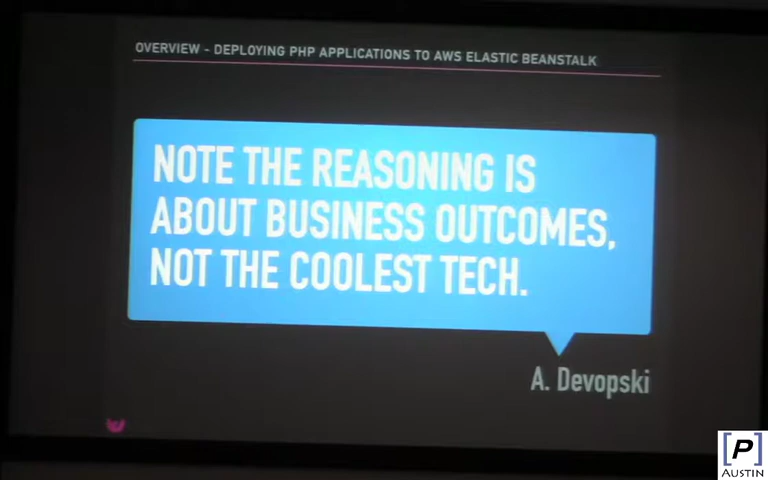 OVERVIEW - DEPLOYING PHP APPLICATIONS TO AWS ELASTIC BEANSTALK
NOTE THE REASONING IS
ABOUT BUSINESS OUTCOMES,
NOT THE COOLEST TECH.
A. Devopski
[P]
AUSTIN